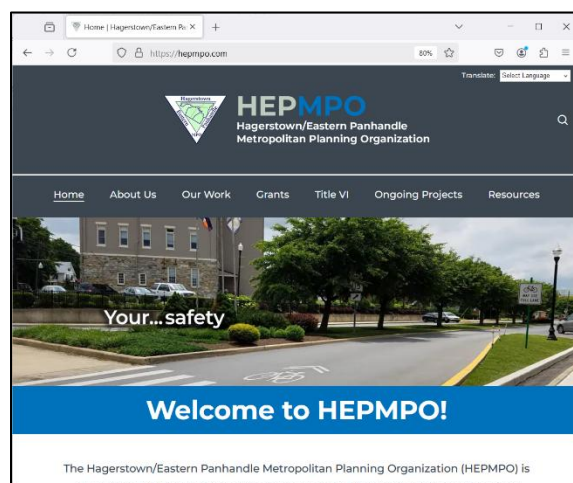 Home | Hagerstown/Eastern Pa
https://hepmpo.com
80%
Translate: Select Language
HEPMPO
Hagerstown/Eastern Panhandle
Metropolitan Planning Organization
Home About Us Our Work Grants Title VI Ongoing Projects Resources
Your...safety
Welcome to HEPMPO!
The Hagerstown/Eastern Panhandle Metropolitan Planning Organization (HEPMPO) is